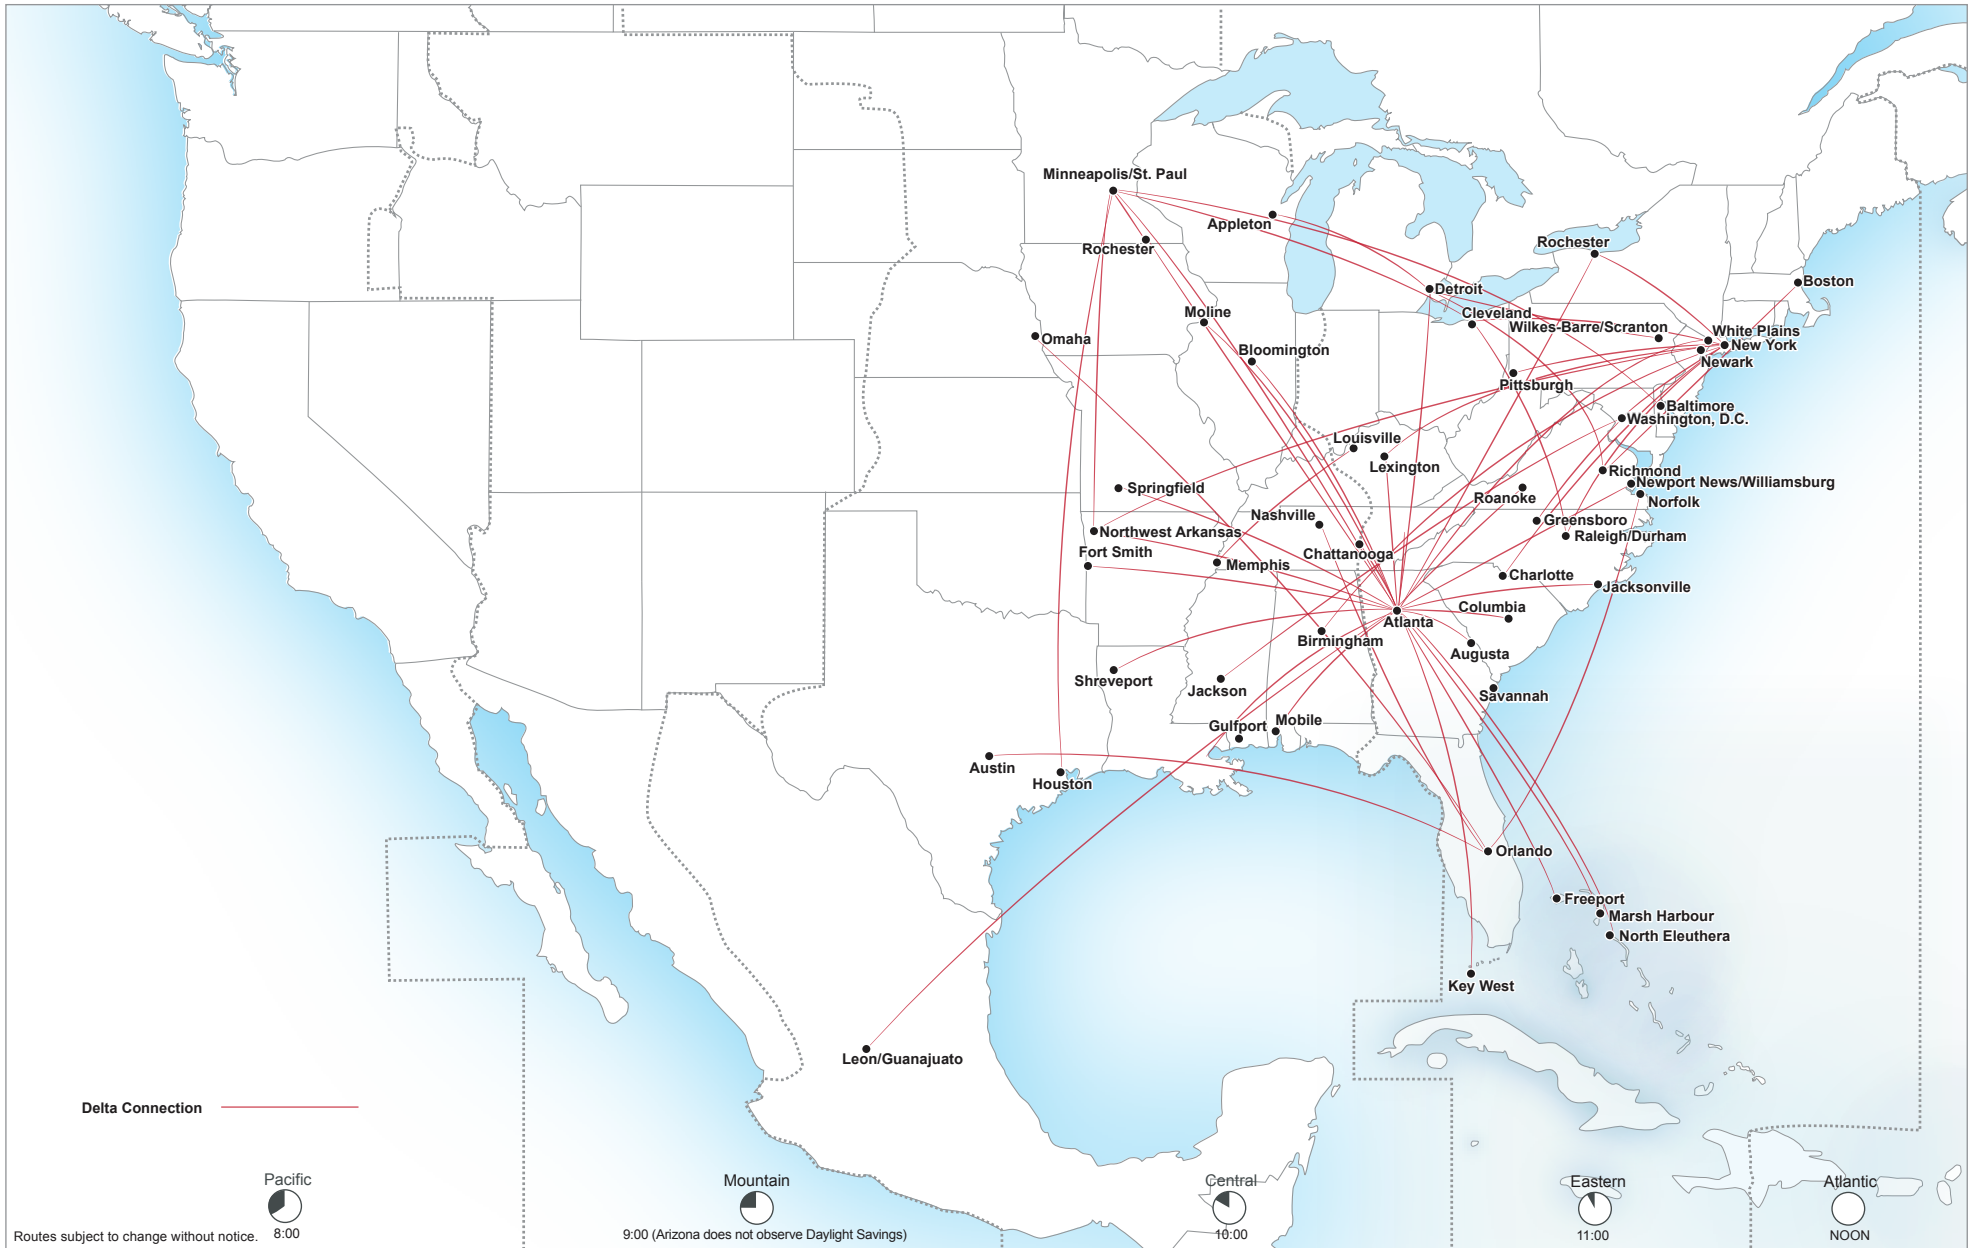 Minneapolis/St. Paul
Appleton
Rochester
Rochester
Boston
Detroit
Moline
Cleveland
Wilkes-Barre/Scranton
White Plains
Omaha
New York
Bloomington
Newark
Pittsburgh
Baltimore
Washington, D.C.
Louisville
Lexington
Richmond
Newport News/Williamsburg
Springfield
Roanoke
Norfolk
Nashville
Greensboro
Northwest Arkansas
Raleigh/Durham
Fort Smith
Chattanooga
Memphis
Charlotte
Jacksonville
Columbia
Atlanta
Birmingham
Augusta
Shreveport
Jackson
Savannah
Gulfport
Mobile
Austin
Houston
Orlando
Freeport
Marsh Harbour
North Eleuthera
Key West
Leon/Guanajuato
Delta Connection
Pacific
Mountain
Central
Eastern
Atlantic
Routes subject to change without notice.
8:00
9:00 (Arizona does not observe Daylight Savings)
10:00
11:00
NOON